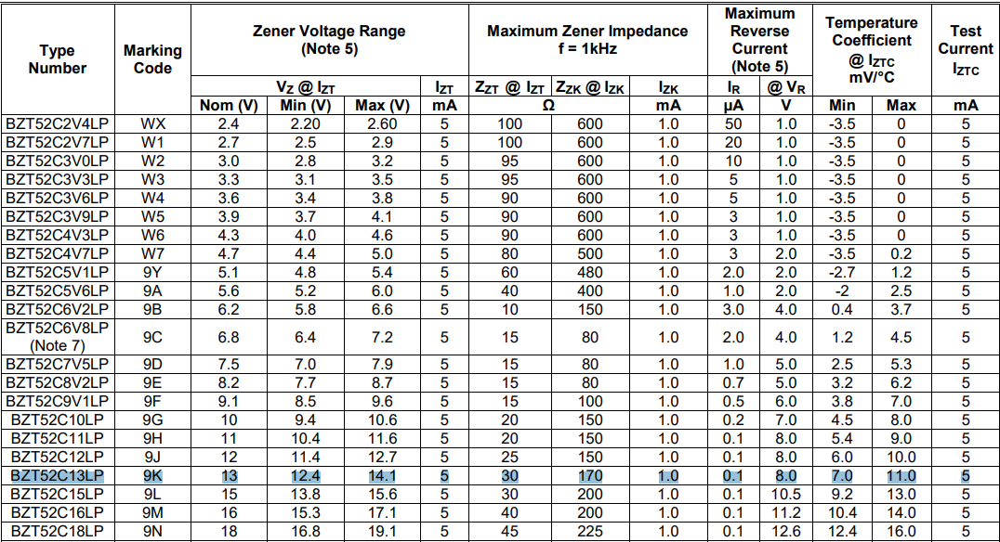 Type Number Marking Code Zener Voltage Range (Note 5) Maximum Zener Impedance f = 1kHz Maximum Reverse Current (Note 5) Temperature Coefficient @ IZTC mV/°C Test Current IZTC
VZ @ IZT IZT ZZT @ IZT ZZK @ IZK IZK IR @ VR
Nom (V) Min (V) Max (V) mA Ω mA µA V Min Max mA
BZT52C2V4LP WX 2.4 2.20 2.60 5 100 600 1.0 50 1.0 -3.5 0 5
BZT52C2V7LP W1 2.7 2.5 2.9 5 100 600 1.0 20 1.0 -3.5 0 5
BZT52C3V0LP W2 3.0 2.8 3.2 5 95 600 1.0 10 1.0 -3.5 0 5
BZT52C3V3LP W3 3.3 3.1 3.5 5 95 600 1.0 5 1.0 -3.5 0 5
BZT52C3V6LP W4 3.6 3.4 3.8 5 90 600 1.0 5 1.0 -3.5 0 5
BZT52C3V9LP W5 3.9 3.7 4.1 5 90 600 1.0 3 1.0 -3.5 0 5
BZT52C4V3LP W6 4.3 4.0 4.6 5 90 600 1.0 3 1.0 -3.5 0 5
BZT52C4V7LP W7 4.7 4.4 5.0 5 80 500 1.0 3 2.0 -3.5 0.2 5
BZT52C5V1LP 9Y 5.1 4.8 5.4 5 60 480 1.0 2.0 2.0 -2.7 1.2 5
BZT52C5V6LP 9A 5.6 5.2 6.0 5 40 400 1.0 1.0 2.0 -2 2.5 5
BZT52C6V2LP 9B 6.2 5.8 6.6 5 10 150 1.0 3.0 4.0 0.4 3.7 5
BZT52C6V8LP (Note 7) 9C 6.8 6.4 7.2 5 15 80 1.0 2.0 4.0 1.2 4.5 5
BZT52C7V5LP 9D 7.5 7.0 7.9 5 15 80 1.0 1.0 5.0 2.5 5.3 5
BZT52C8V2LP 9E 8.2 7.7 8.7 5 15 80 1.0 0.7 5.0 3.2 6.2 5
BZT52C9V1LP 9F 9.1 8.5 9.6 5 15 100 1.0 0.5 6.0 3.8 7.0 5
BZT52C10LP 9G 10 9.4 10.6 5 20 150 1.0 0.2 7.0 4.5 8.0 5
BZT52C11LP 9H 11 10.4 11.6 5 20 150 1.0 0.1 8.0 5.4 9.0 5
BZT52C12LP 9J 12 11.4 12.7 5 25 150 1.0 0.1 8.0 6.0 10.0 5
BZT52C13LP 9K 13 12.4 14.1 5 30 170 1.0 0.1 8.0 7.0 11.0 5
BZT52C15LP 9L 15 13.8 15.6 5 30 200 1.0 0.1 10.5 9.2 13.0 5
BZT52C16LP 9M 16 15.3 17.1 5 40 200 1.0 0.1 11.2 10.4 14.0 5
BZT52C18LP 9N 18 16.8 19.1 5 45 225 1.0 0.1 12.6 12.4 16.0 5